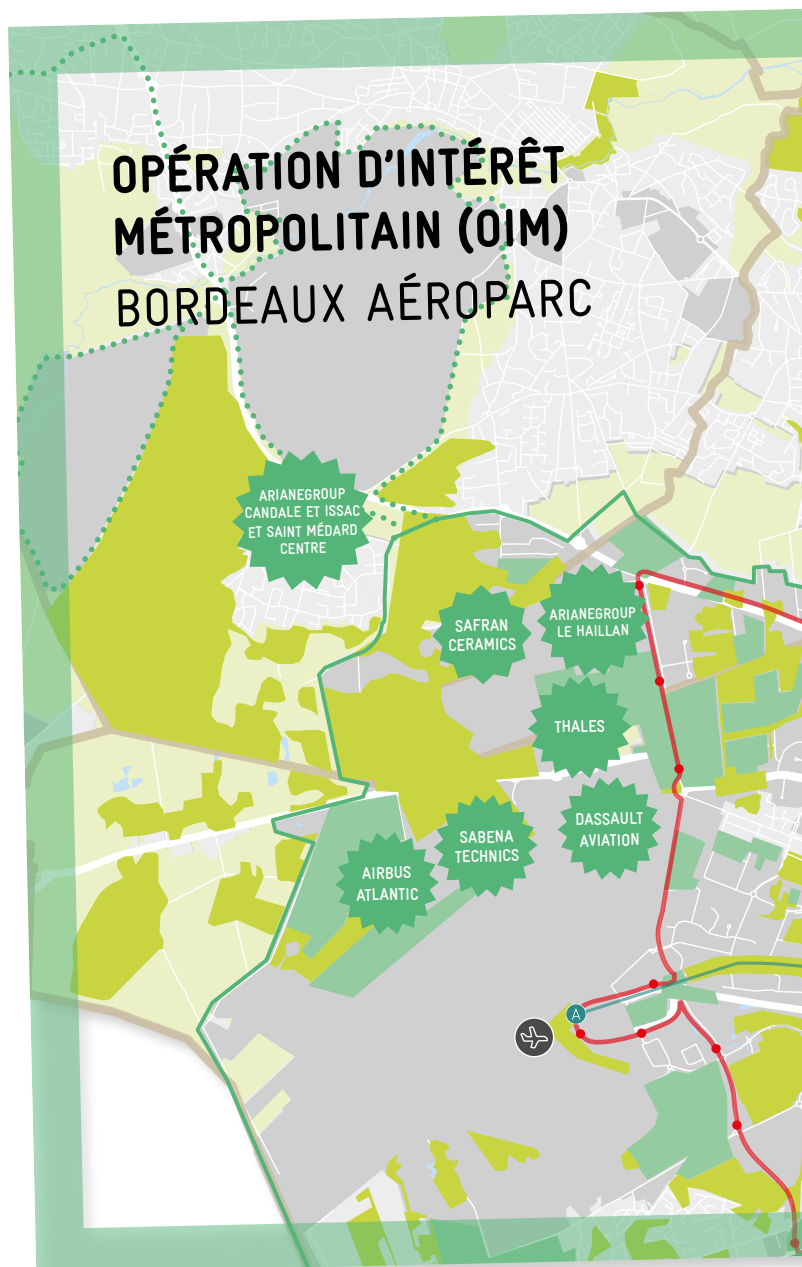 OPÉRATION D'INTÉRÊT
MÉTROPOLITAIN (OIM)
BORDEAUX AÉROPARC
ARIANEGROUP
CANDALE ET ISSAC
ET SAINT MÉDARD
CENTRE
SAFRAN
CERAMICS
ARIANEGROUP
LE HAILLAN
THALES
DASSAULT
AVIATION
SABENA
TECHNICS
AIRBUS
ATLANTIC
A